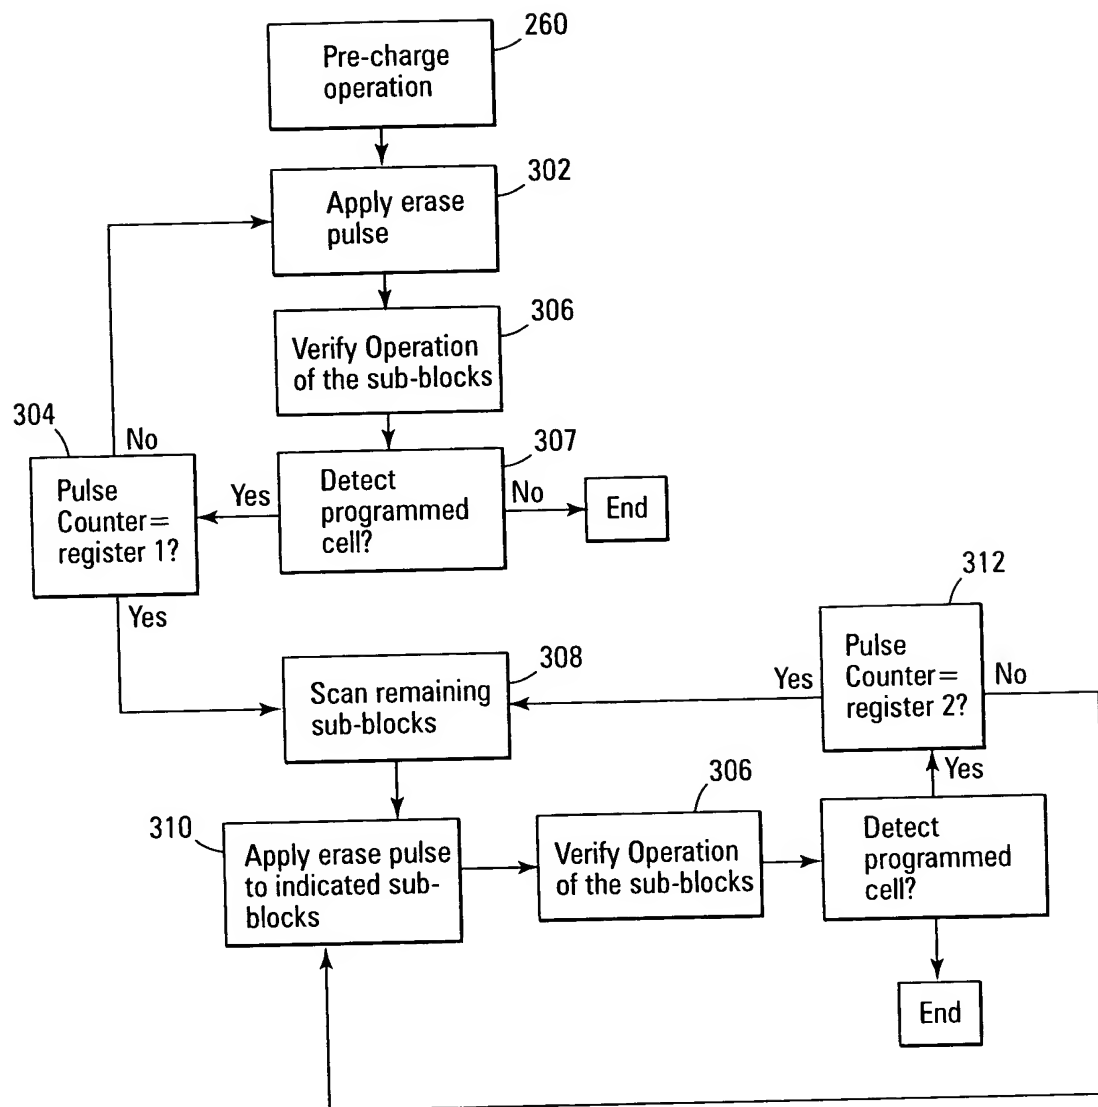 260
Pre-charge
operation
302
Apply erase
pulse
306
Verify Operation
of the sub-blocks
304
No
307
Pulse
Counter=
register 1?
Yes
Detect
programmed
cell?
No
End
Yes
312
308
Scan remaining
sub-blocks
Yes
Pulse
Counter=
register 2?
No
306
Yes
310
Apply erase pulse
to indicated sub-
blocks
Verify Operation
of the sub-blocks
Detect
programmed
cell?
End